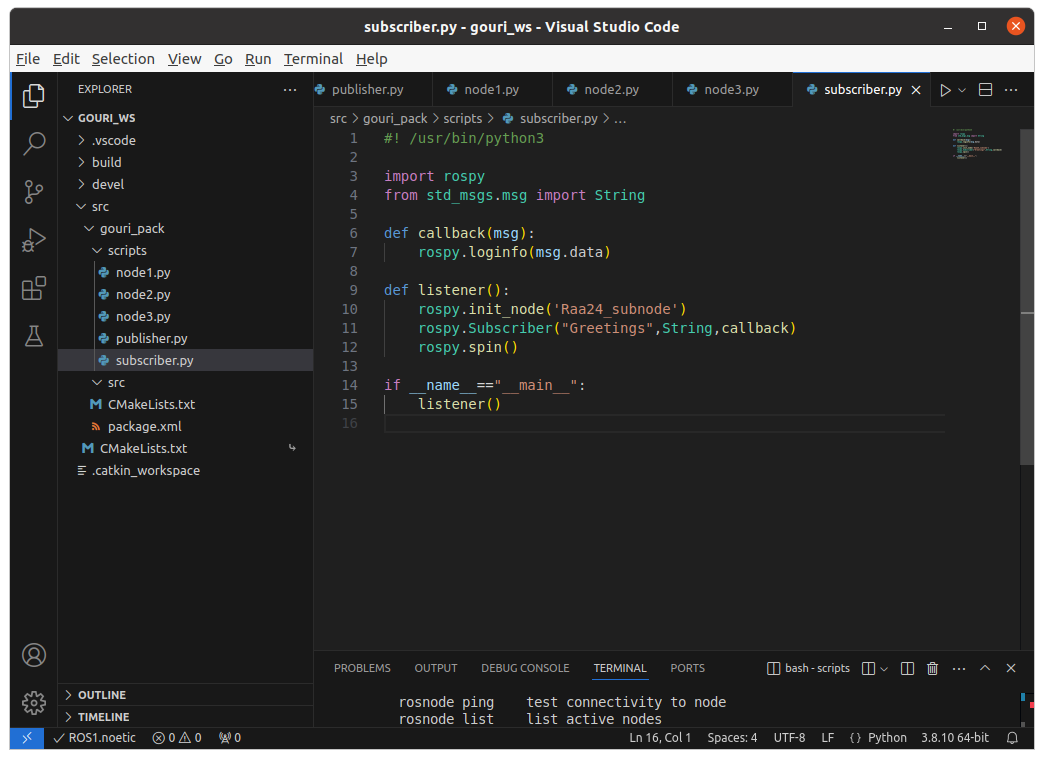 subscriber.py - gouri_ws - Visual Studio Code
File Edit Selection View Go Run Terminal Help
EXPLORER
GOURI_WS
.vscode
build
devel
src
gouri_pack
scripts
node1.py
node2.py
node3.py
publisher.py
subscriber.py
src
CMakeLists.txt
package.xml
CMakeLists.txt
.catkin_workspace
OUTLINE
TIMELINE
publisher.py node1.py node2.py node3.py subscriber.py
src > gouri_pack > scripts > subscriber.py > ...
1 #! /usr/bin/python3
2
3 import rospy
4 from std_msgs.msg import String
5
6 def callback(msg):
7 rospy.loginfo(msg.data)
8
9 def listener():
10 rospy.init_node('Raa24_subnode')
11 rospy.Subscriber("Greetings",String,callback)
12 rospy.spin()
13
14 if __name__=="__main__":
15 listener()
16
PROBLEMS OUTPUT DEBUG CONSOLE TERMINAL PORTS bash - scripts
rosnode ping test connectivity to node
rosnode list list active nodes
ROS1.noetic 0 0 0 Ln 16, Col 1 Spaces: 4 UTF-8 LF {} Python 3.8.10 64-bit